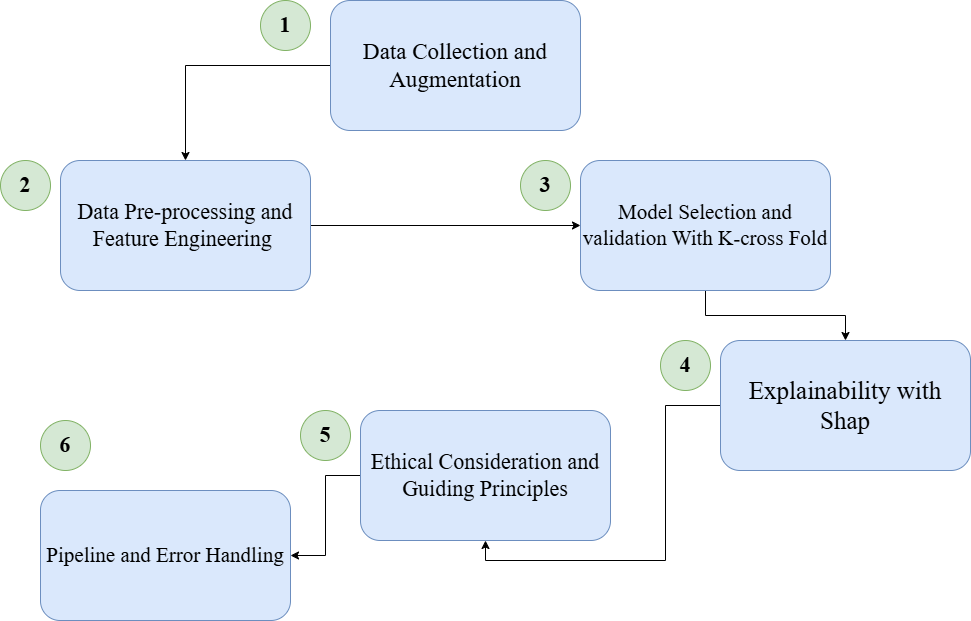 1
Data Collection and
Augmentation
2
Data Pre-processing and
Feature Engineering
3
Model Selection and
validation With K-cross Fold
4
Explainability with
Shap
5
Ethical Consideration and
Guiding Principles
6
Pipeline and Error Handling